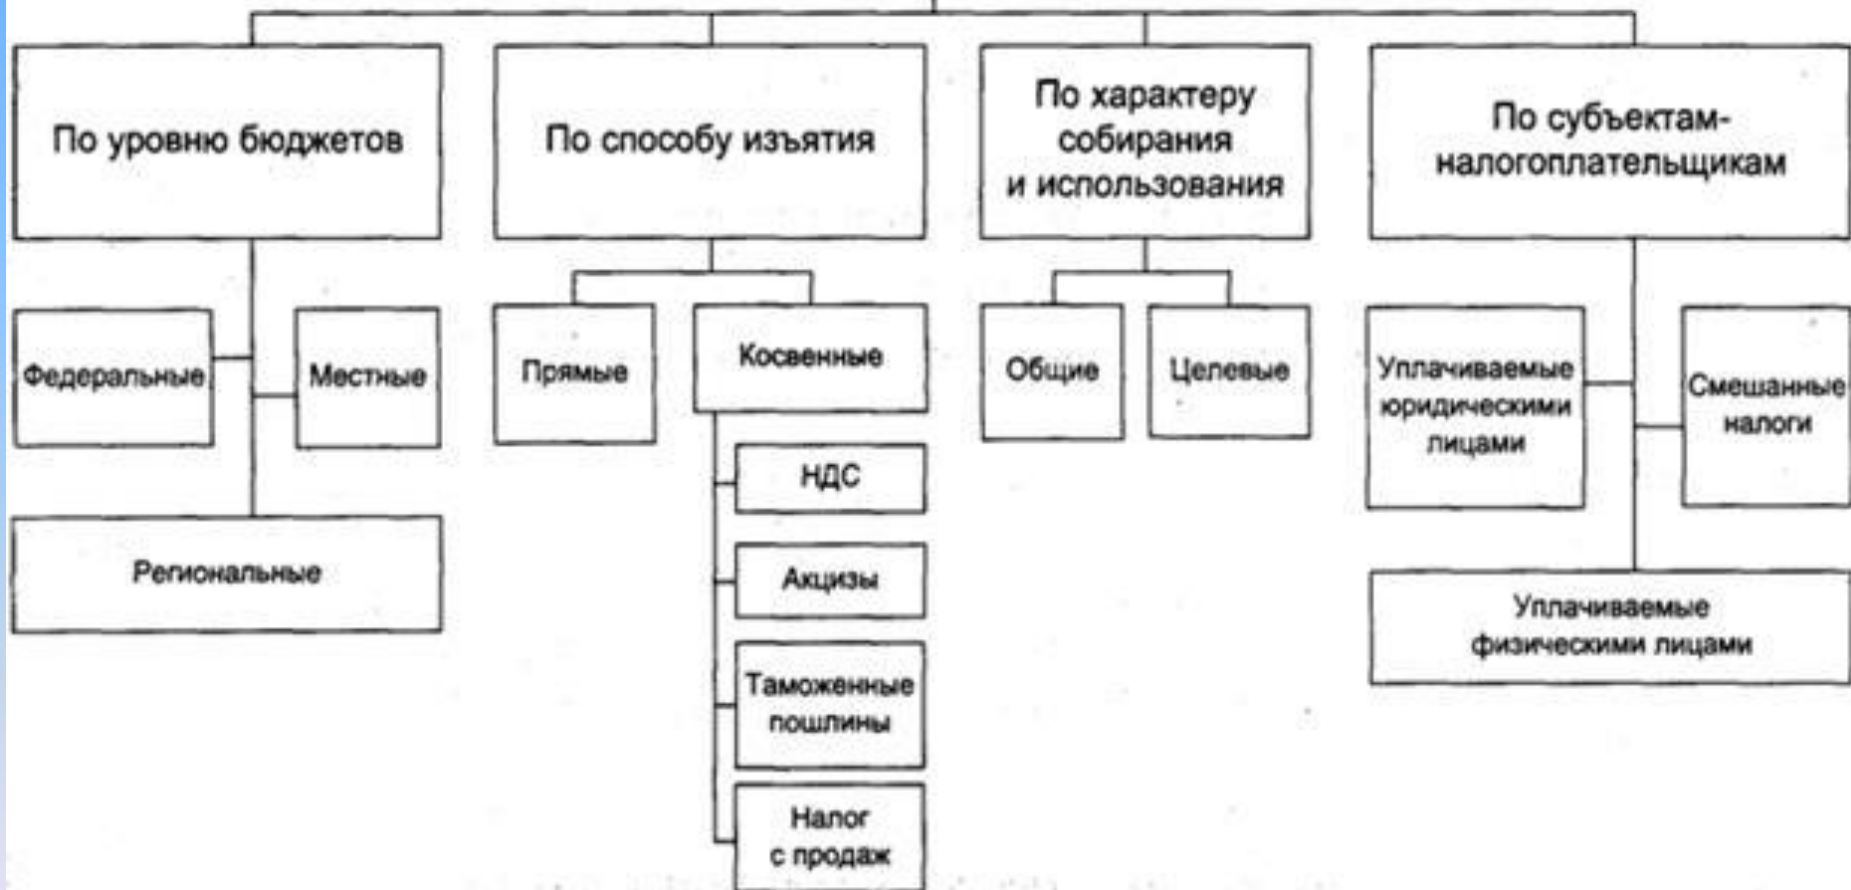 По уровню бюджетов
По способу изъятия
По характеру
собирания
и использования
По субъектам-
налогоплательщикам
Федеральные
Местные
Региональные
Прямые
Косвенные
НДС
Акцизы
Таможенные
пошлины
Налог
с продаж
Общие
Целевые
Уплачиваемые
юридическими
лицами
Смешанные
налоги
Уплачиваемые
физическими лицами